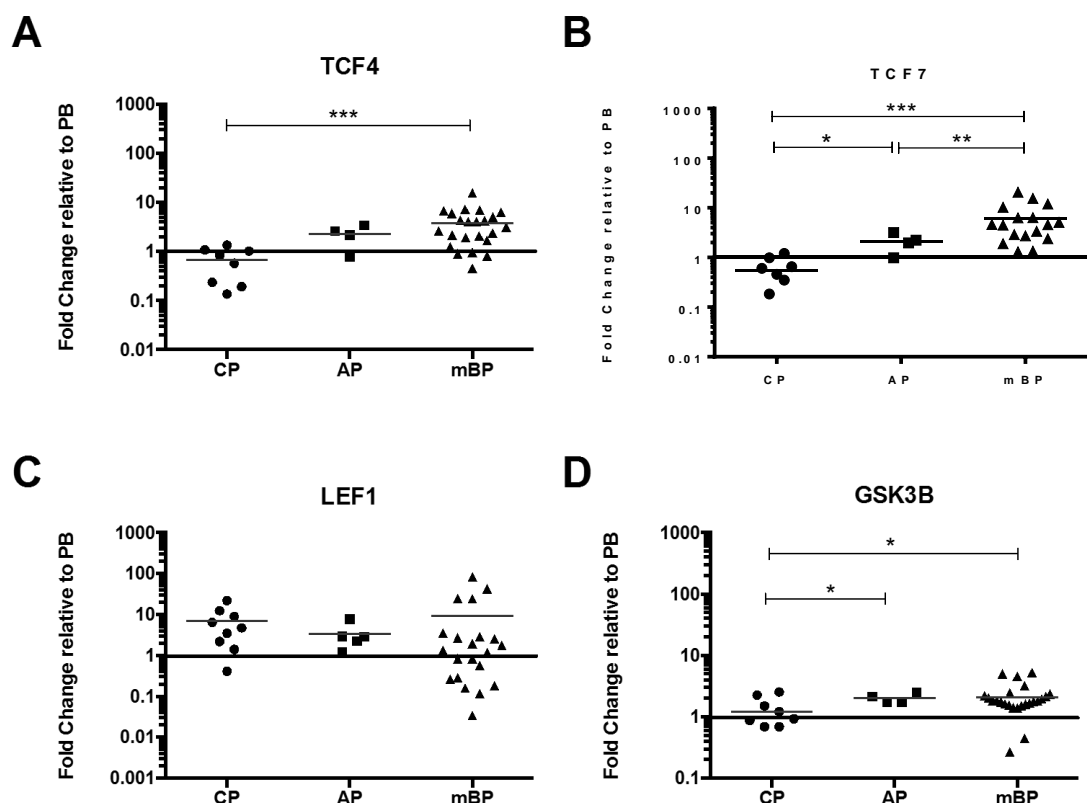 A
TCF4
Fold Change relative to PB
1000
100
10
1
0.1
0.01
***
CP AP mBP
B
TCF7
Fold Change relative to PB
1000
100
10
1
0.1
0.01
***
* **
CP AP mBP
C
LEF1
Fold Change relative to PB
1000
100
10
1
0.1
0.01
0.001
CP AP mBP
D
GSK3B
Fold Change relative to PB
1000
100
10
1
0.1
*
*
CP AP mBP